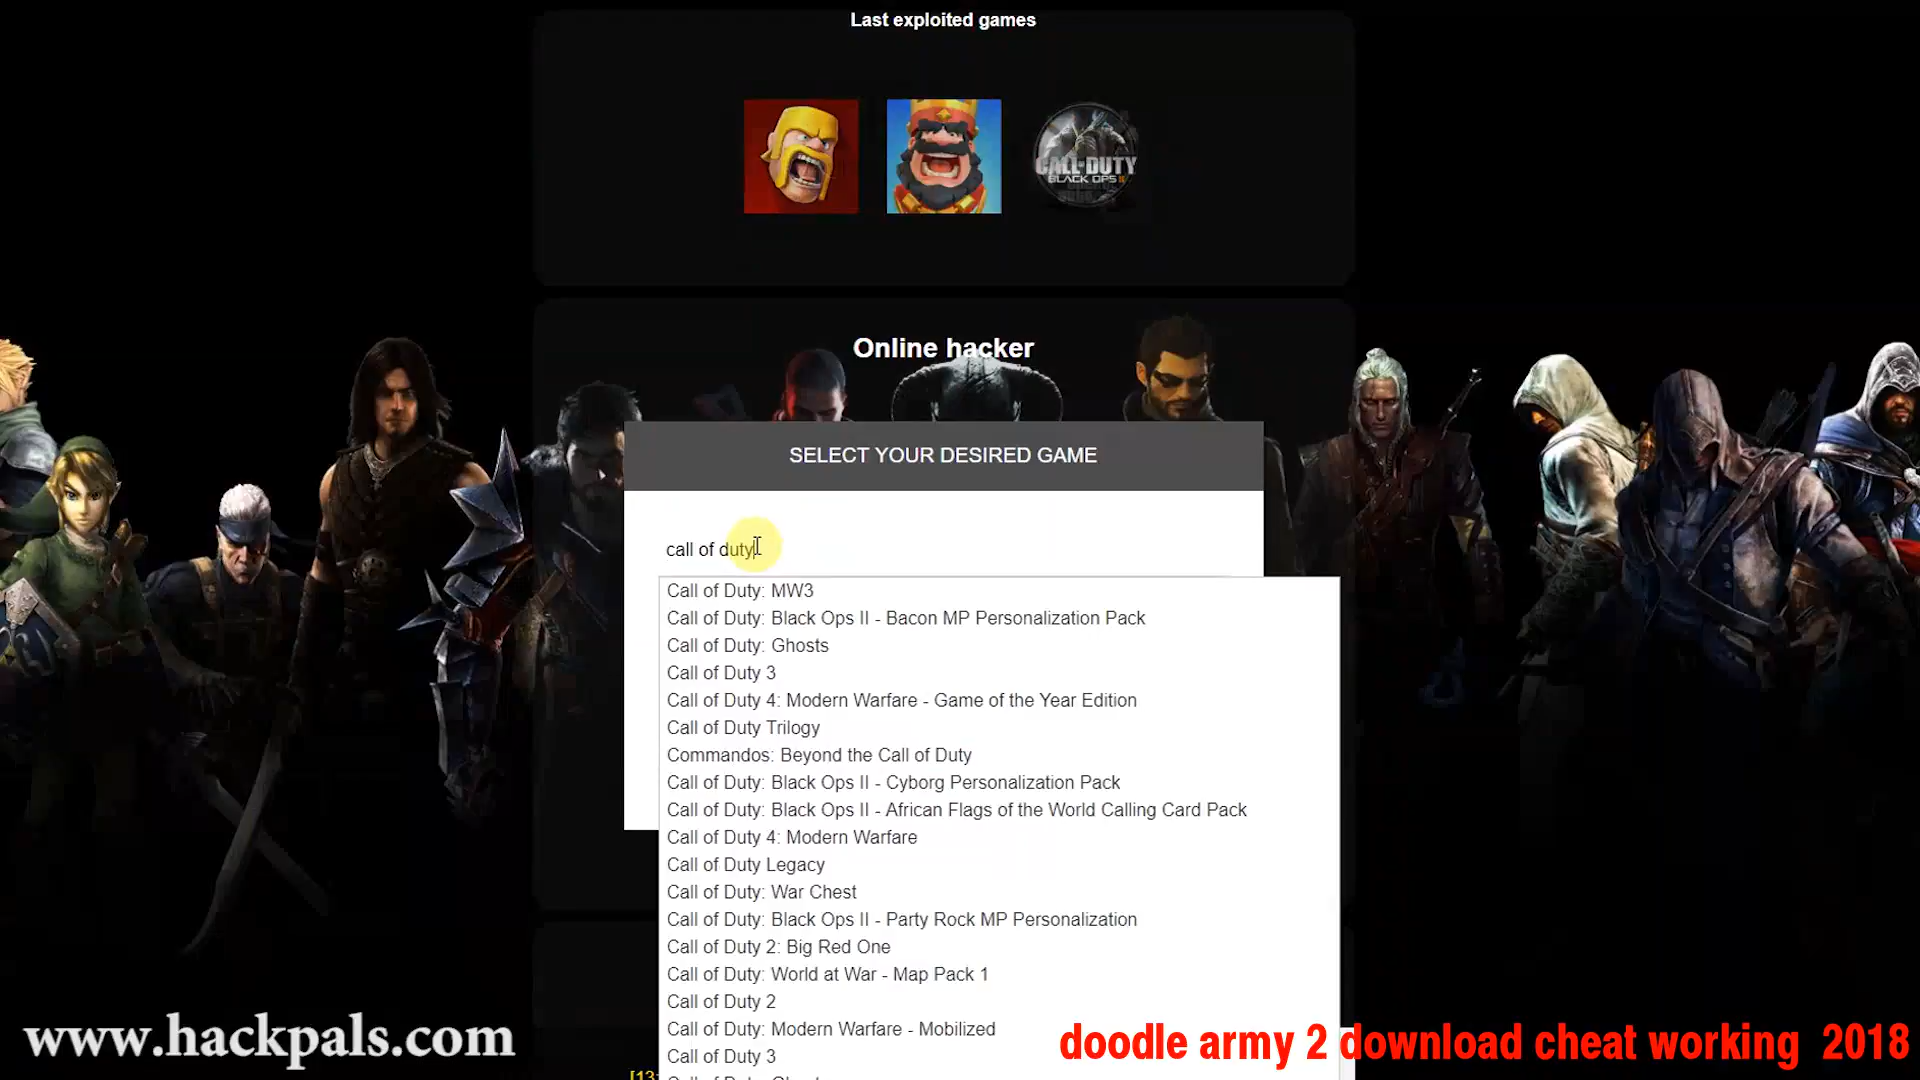 Last exploited games
CALL OF DUTY
BLACK OPS II
Online hacker
SELECT YOUR DESIRED GAME
call of duty
Call of Duty: MW3
Call of Duty: Black Ops II - Bacon MP Personalization Pack
Call of Duty: Ghosts
Call of Duty 3
Call of Duty 4: Modern Warfare - Game of the Year Edition
Call of Duty Trilogy
Commandos: Beyond the Call of Duty
Call of Duty: Black Ops II - Cyborg Personalization Pack
Call of Duty: Black Ops II - African Flags of the World Calling Card Pack
Call of Duty 4: Modern Warfare
Call of Duty Legacy
Call of Duty: War Chest
Call of Duty: Black Ops II - Party Rock MP Personalization
Call of Duty 2: Big Red One
Call of Duty: World at War - Map Pack 1
Call of Duty 2
Call of Duty: Modern Warfare - Mobilized
Call of Duty 3
www.hackpals.com
doodle army 2 download cheat working 2018